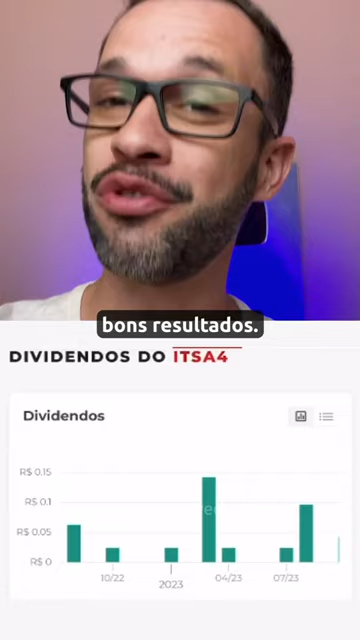 bons resultados.
DIVIDENDOS DO ITSA4
Dividendos
R$ 0.15
R$ 0.1
R$ 0.05
R$ 0
10/22
2023
04/23
07/23